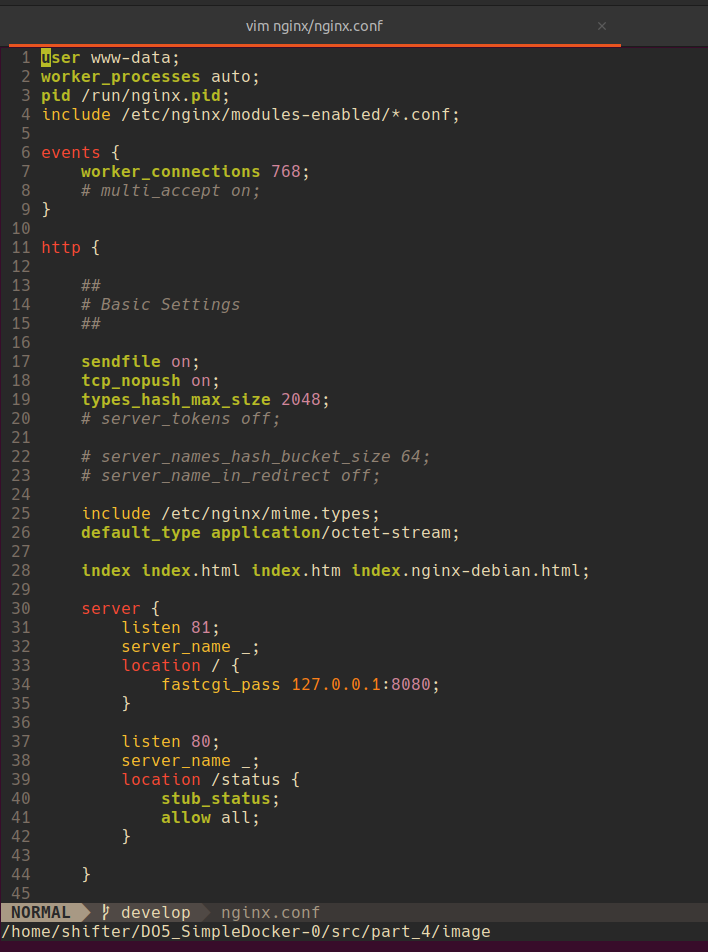 vim nginx/nginx.conf ×
1 user www-data;
2 worker_processes auto;
3 pid /run/nginx.pid;
4 include /etc/nginx/modules-enabled/*.conf;
5
6 events {
7     worker_connections 768;
8     # multi_accept on;
9 }
10
11 http {
12
13     ##
14     # Basic Settings
15     ##
16
17     sendfile on;
18     tcp_nopush on;
19     types_hash_max_size 2048;
20     # server_tokens off;
21
22     # server_names_hash_bucket_size 64;
23     # server_name_in_redirect off;
24
25     include /etc/nginx/mime.types;
26     default_type application/octet-stream;
27
28     index index.html index.htm index.nginx-debian.html;
29
30     server {
31         listen 81;
32         server_name _;
33         location / {
34             fastcgi_pass 127.0.0.1:8080;
35         }
36
37         listen 80;
38         server_name _;
39         location /status {
40             stub_status;
41             allow all;
42         }
43
44     }
45
NORMAL develop nginx.conf
/home/shifter/DO5_SimpleDocker-0/src/part_4/image